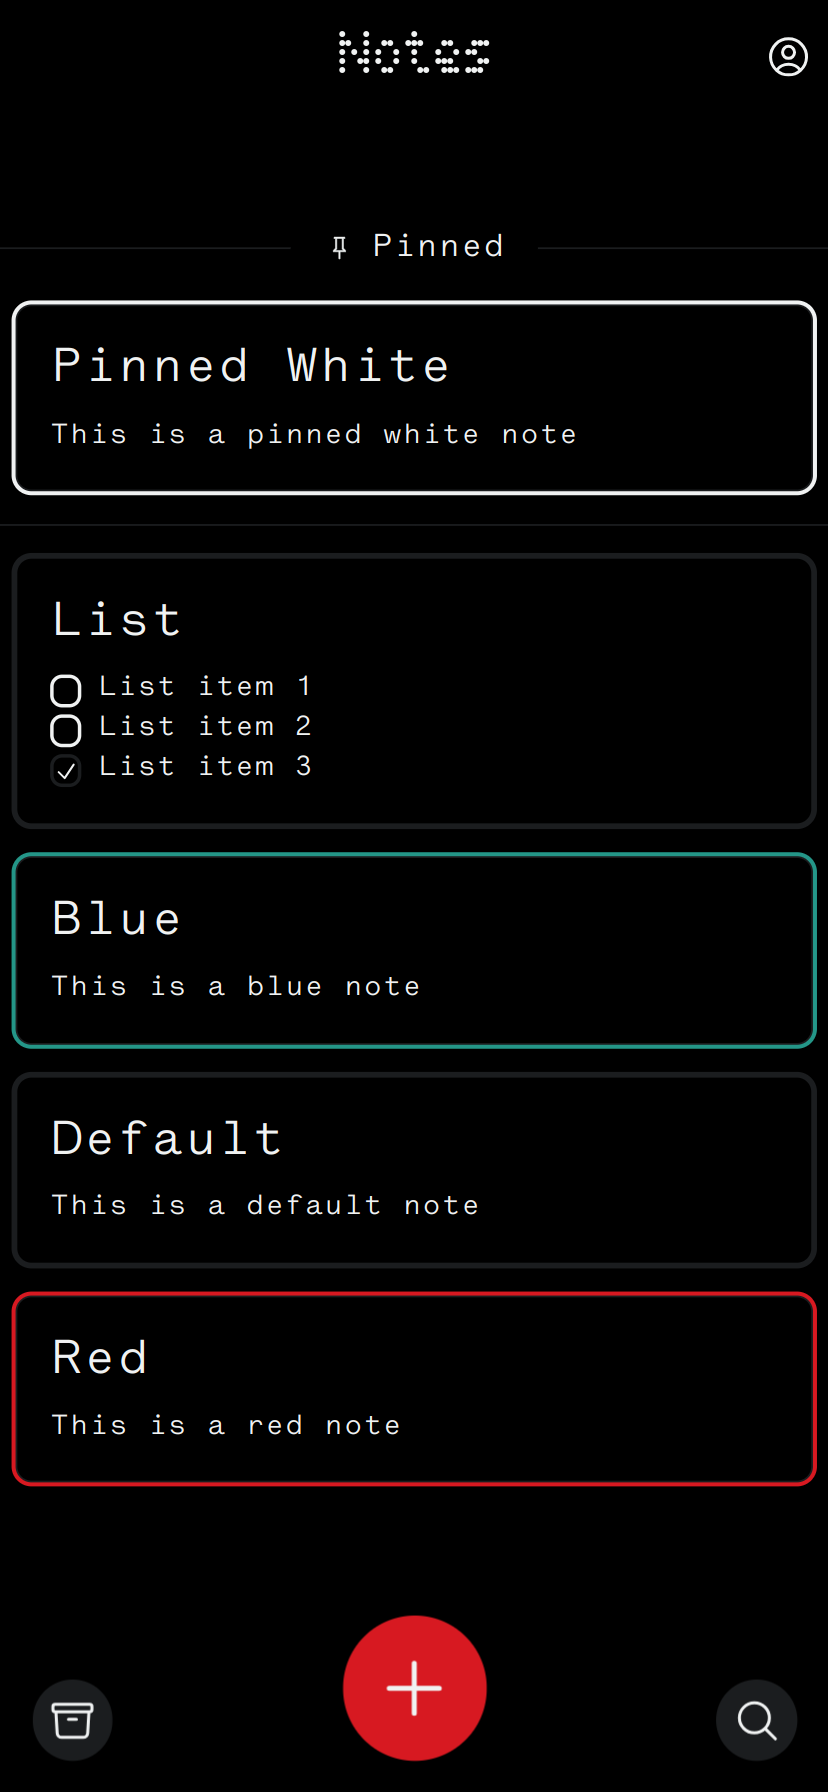 Notes
Pinned
Pinned White
This is a pinned white note
List
List item 1
List item 2
List item 3
Blue
This is a blue note
Default
This is a default note
Red
This is a red note